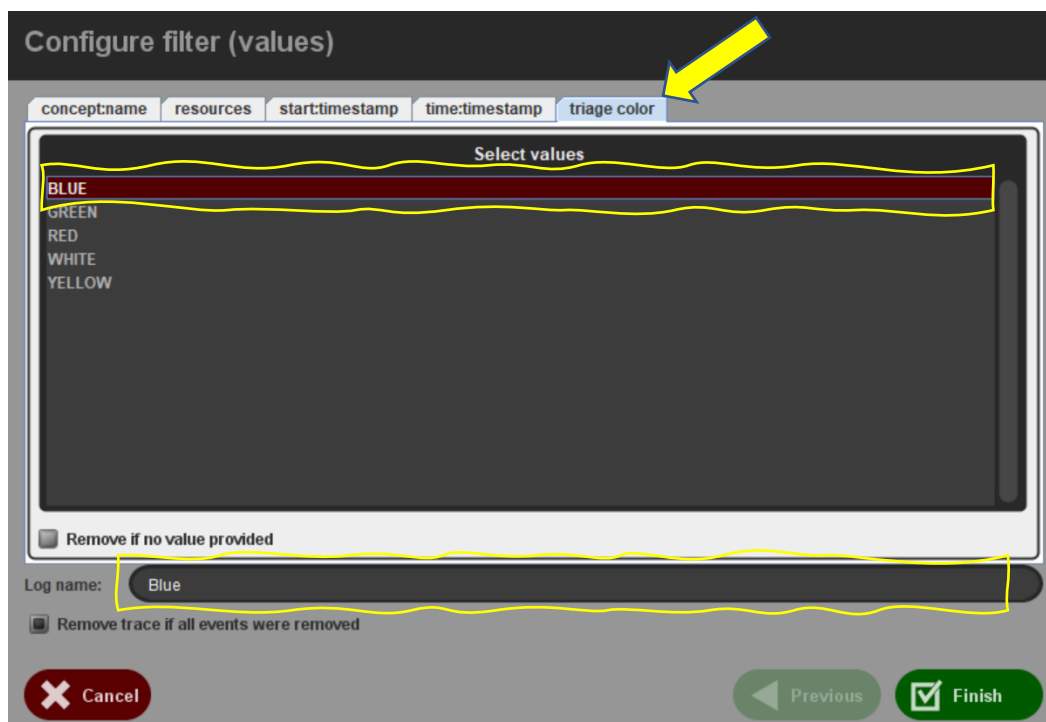 Configure filter (values)
concept:name resources start:timestamp time:timestamp triage color
Select values
BLUE
GREEN
RED
WHITE
YELLOW
Remove if no value provided
Log name: Blue
Remove trace if all events were removed
Cancel Previous Finish